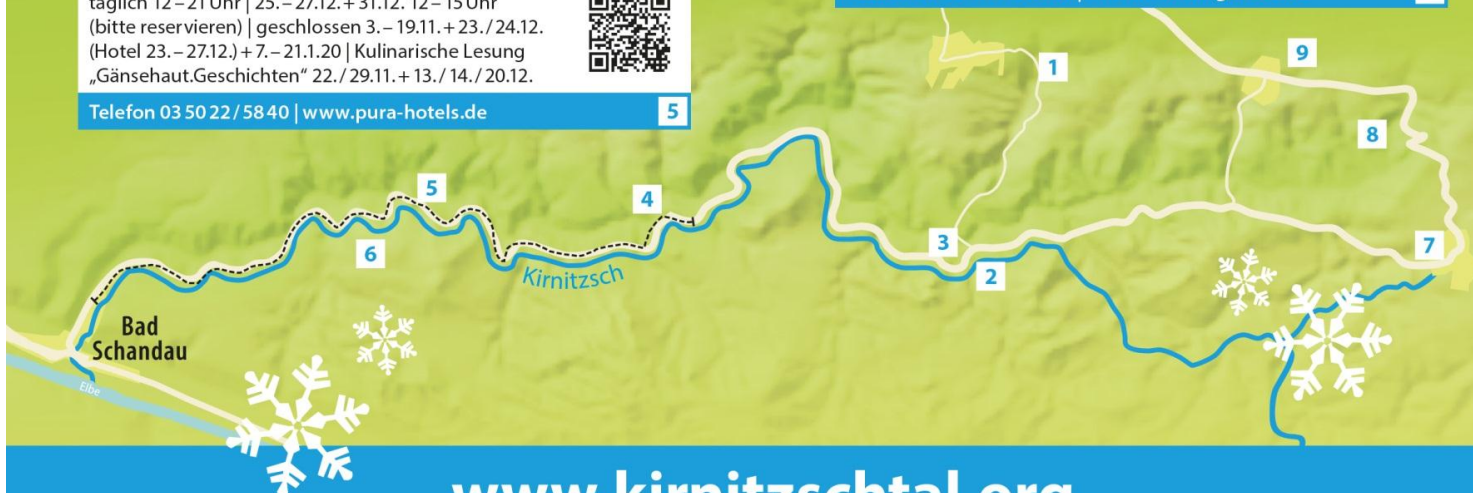 täglich 12–21 Uhr | 25.–27.12. + 31.12. 12–15 Uhr
(bitte reservieren) | geschlossen 3.–19.11. + 23./24.12.
(Hotel 23.–27.12.) + 7.–21.1.20 | Kulinarische Lesung
„Gänsehaut.Geschichten“ 22./29.11. + 13./14./20.12.
Telefon 03 50 22/58 40 | www.pura-hotels.de
5
1
9
8
5
4
6
3
2
7
Kirnitzsch
Bad
Schandau
Elbe
www.kirnitzschtal.org